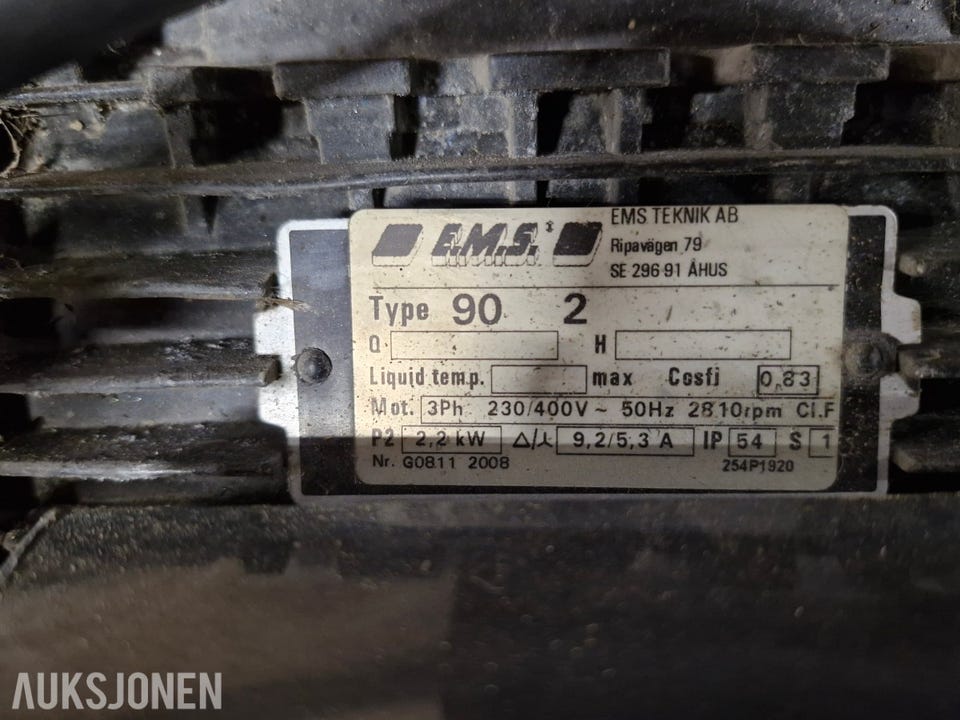 E.M.S.
EMS TEKNIK AB
Ripavägen 79
SE 296 91 ÅHUS
Type 90 2
Q H
Liquid temp. max Cosfi 0,83
Mot. 3Ph 230/400V ~ 50Hz 2810rpm Cl.F
P2 2,2 kW Δ/⅄ 9,2/5,3 A IP 54 S 1
Nr. G0811 2008 254P1920
AUKSJONEN